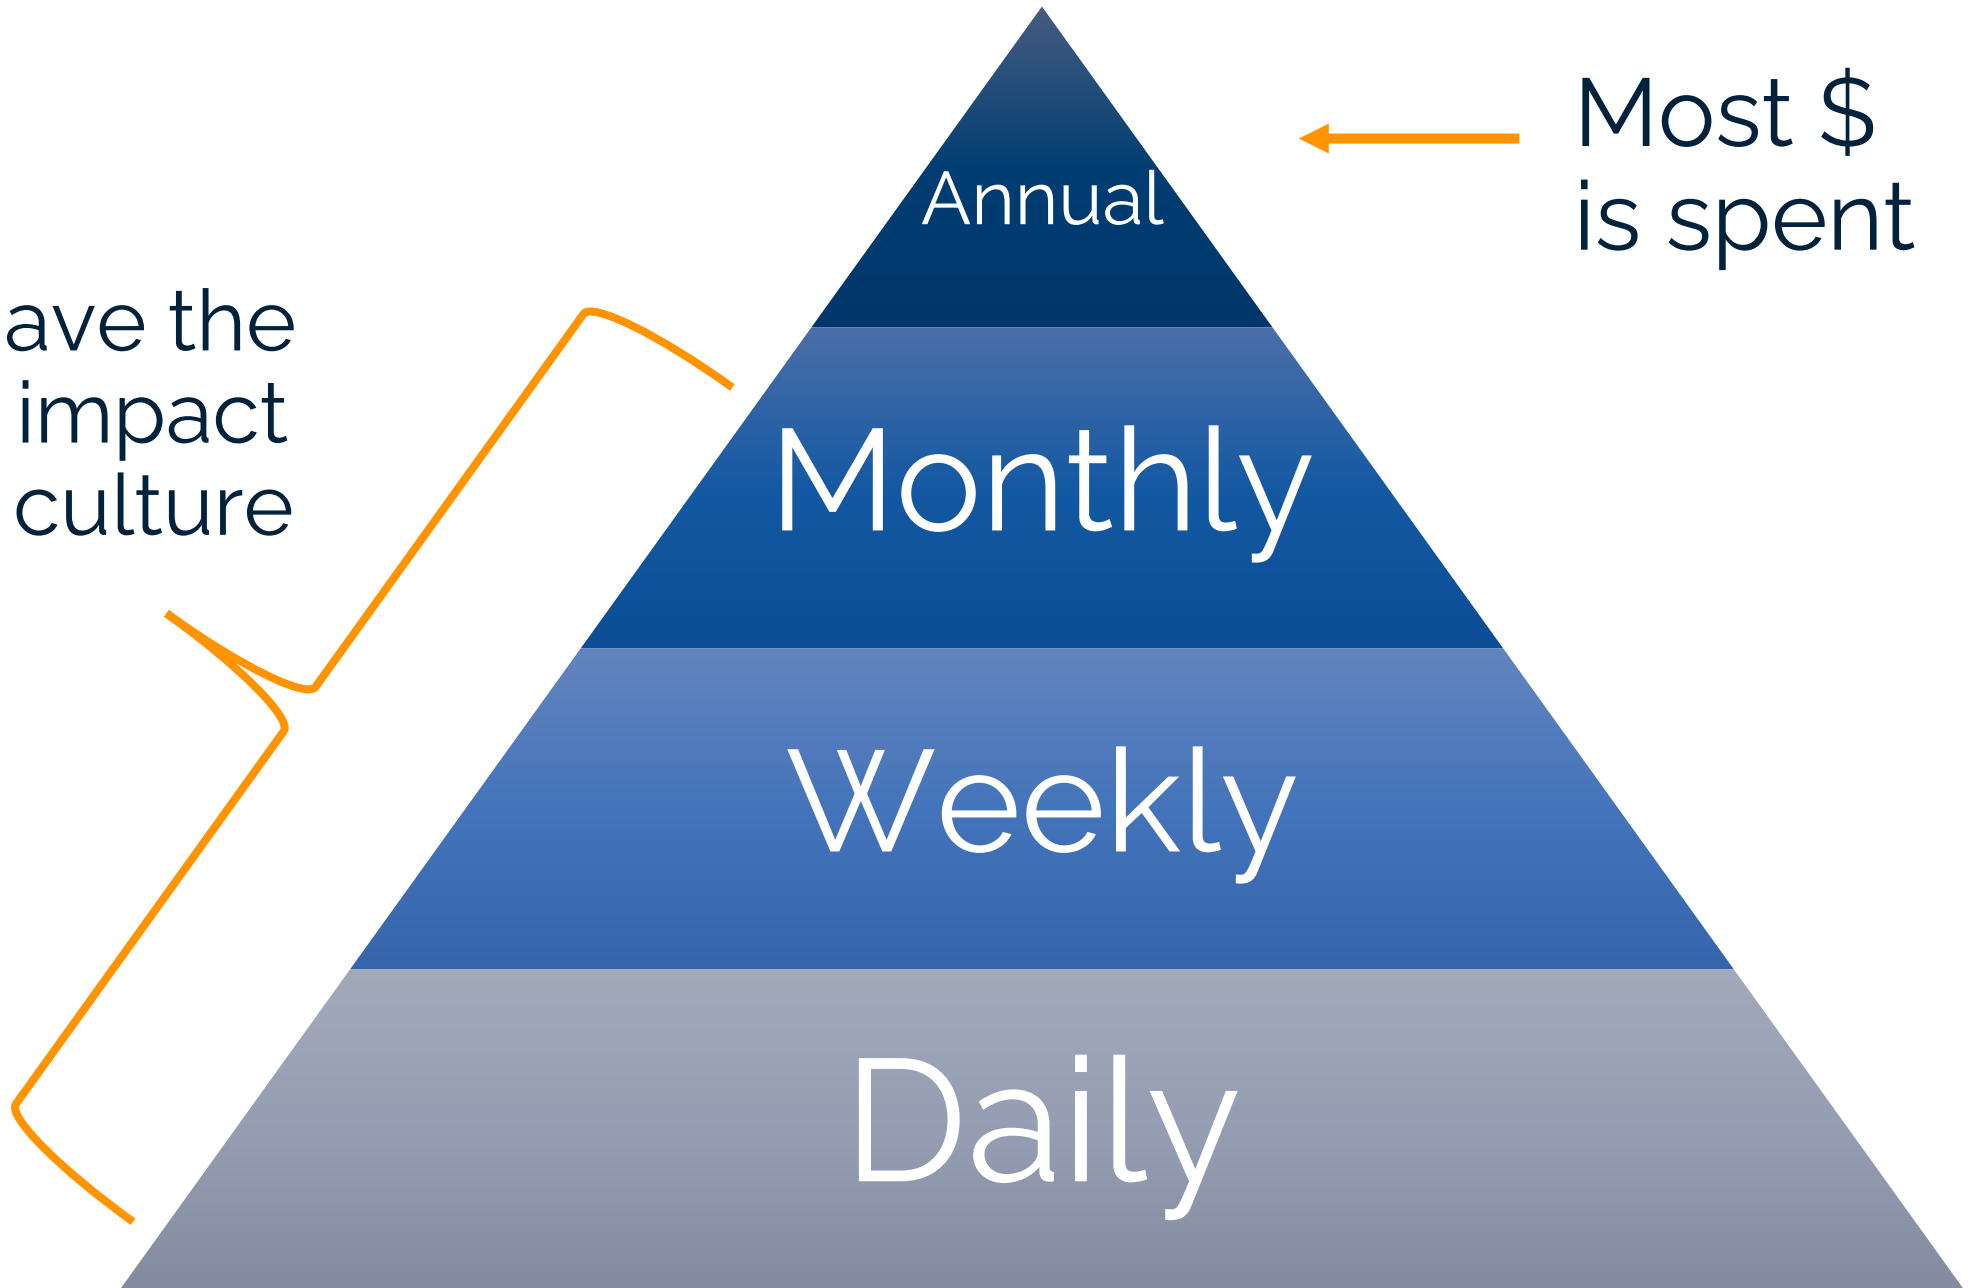 Most $
is spent
Annual
ave the
impact
culture
Monthly
Weekly
Daily